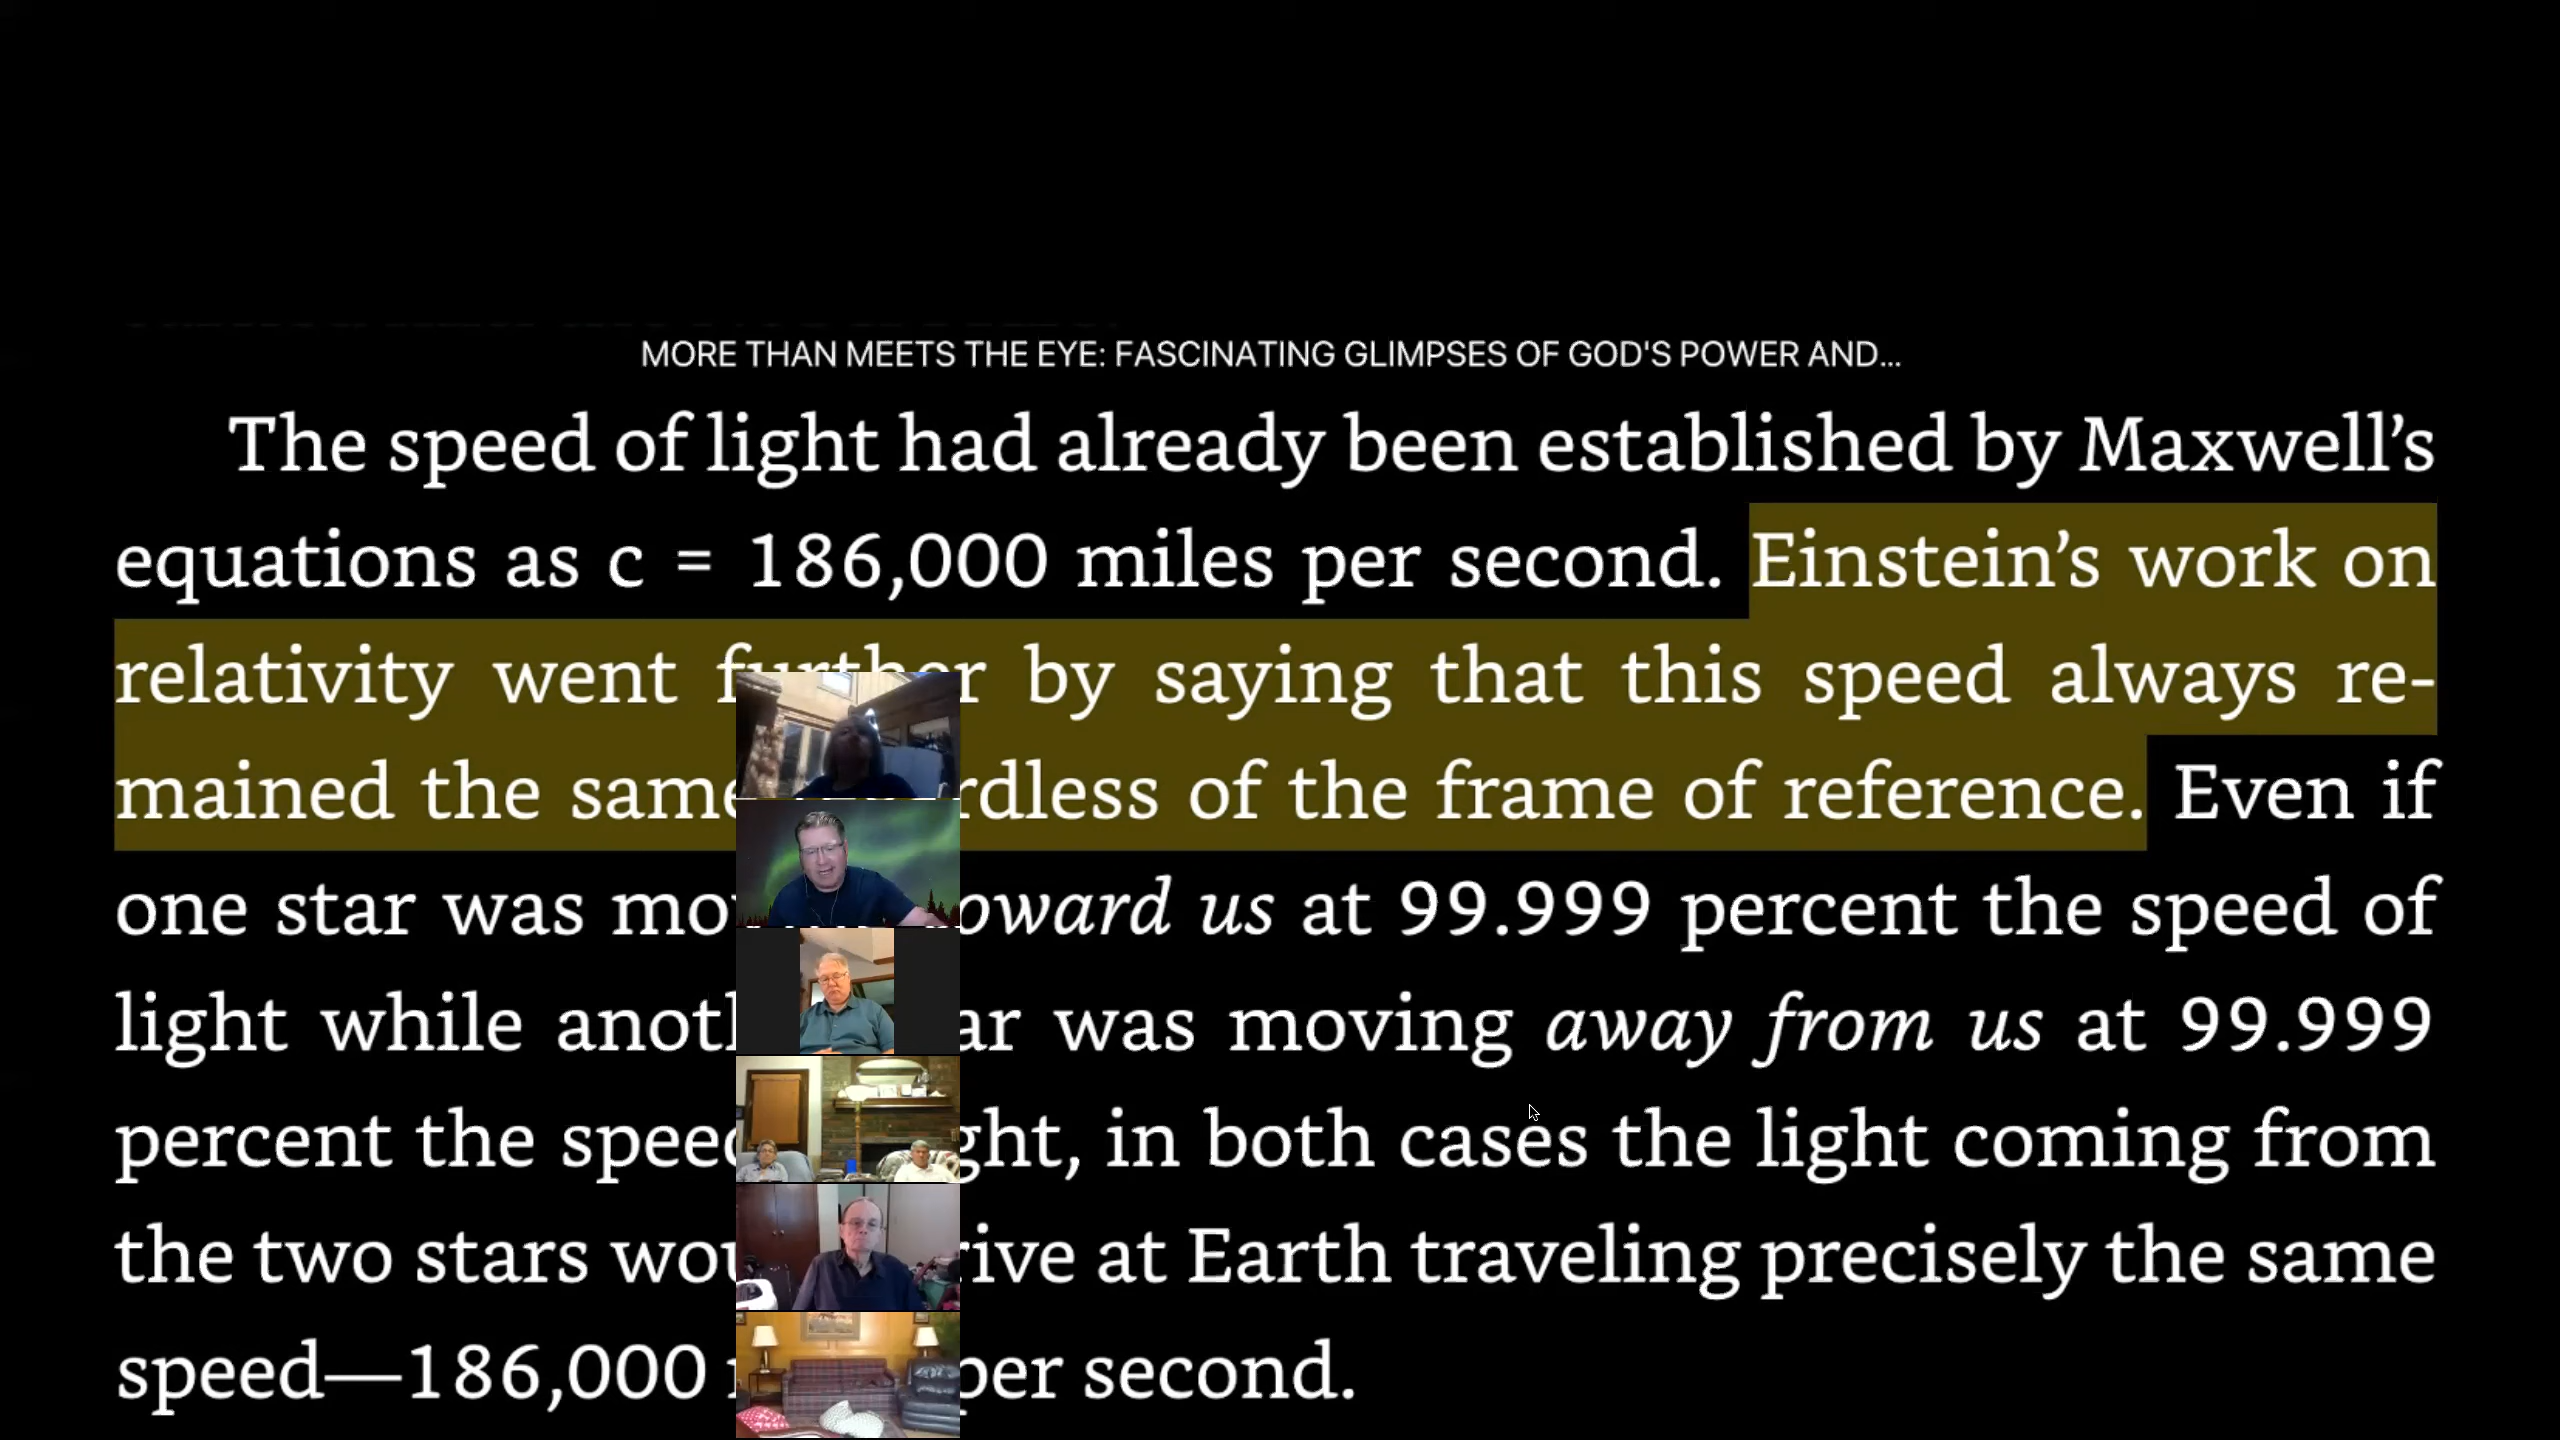 MORE THAN MEETS THE EYE: FASCINATING GLIMPSES OF GOD'S POWER AND...
The speed of light had already been established by Maxwell’s
equations as c = 186,000 miles per second. Einstein’s work on
relativity went further by saying that this speed always re-
mained the same rdless of the frame of reference. Even if
one star was mo oward us at 99.999 percent the speed of
light while anot ar was moving away from us at 99.999
percent the speed ght, in both cases the light coming from
the two stars wou rive at Earth traveling precisely the same
speed—186,000 per second.